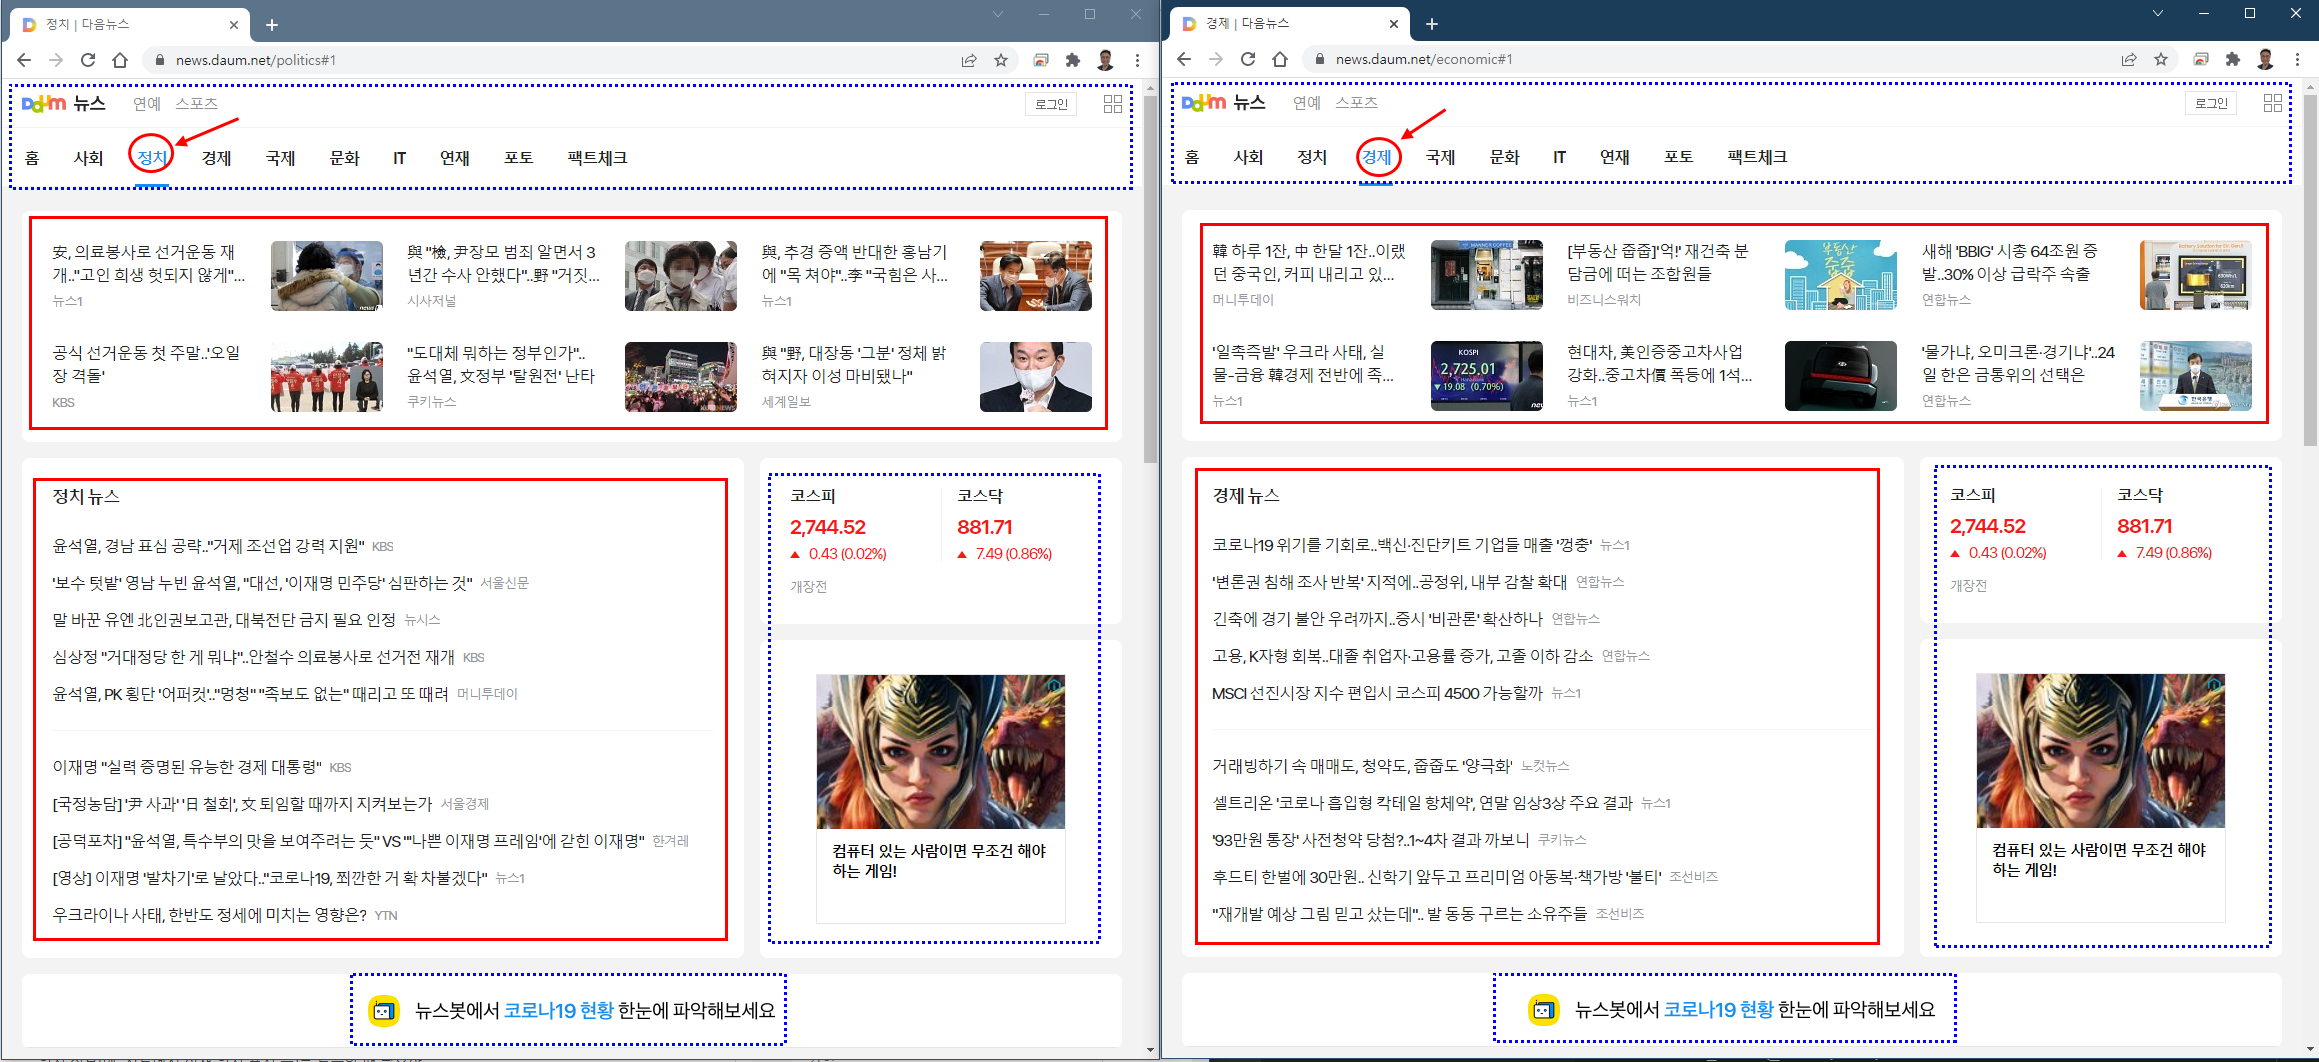 정치 | 다음뉴스
news.daum.net/politics#1
Daum 뉴스 연예 스포츠
로그인
홈 사회 정치 경제 국제 문화 IT 연재 포토 팩트체크
安, 의료봉사로 선거운동 재
개.."고인 희생 헛되지 않게"...
뉴스1
與 "檢, 尹장모 범죄 알면서 3
년간 수사 안했다"..野 "거짓...
시사저널
與, 추경 증액 반대한 홍남기
에 "목 쳐야"..李 "국힘은 사...
뉴스1
공식 선거운동 첫 주말..'오일
장 격돌'
KBS
"도대체 뭐하는 정부인가"..
윤석열, 文정부 '탈원전' 난타
쿠키뉴스
與 "野, 대장동 '그분' 정체 밝
혀지자 이성 마비됐나"
세계일보
정치 뉴스
윤석열, 경남 표심 공략.."거제 조선업 강력 지원" KBS
'보수 텃밭' 영남 누빈 윤석열, "대선, '이재명 민주당' 심판하는 것" 서울신문
말 바꾼 유엔 北인권보고관, 대북전단 금지 필요 인정 뉴시스
심상정 "거대정당 한 게 뭐냐"..안철수 의료봉사로 선거전 재개 KBS
윤석열, PK 횡단 '어퍼컷'.."멍청" "족보도 없는" 때리고 또 때려 머니투데이
이재명 "실력 증명된 유능한 경제 대통령" KBS
[국정농담] '尹 사과' '日 철회', 文 퇴임할 때까지 지켜보는가 서울경제
[공덕포차] "윤석열, 특수부의 맛을 보여주려는 듯" VS "'나쁜 이재명 프레임'에 갇힌 이재명" 한겨레
[영상] 이재명 '발차기'로 날았다.."코로나19, 쬐깐한 거 확 차불겠다" 뉴스1
우크라이나 사태, 한반도 정세에 미치는 영향은? YTN
코스피
2,744.52
▲ 0.43 (0.02%)
코스닥
881.71
▲ 7.49 (0.86%)
개장전
컴퓨터 있는 사람이면 무조건 해야
하는 게임!
뉴스봇에서 코로나19 현황 한눈에 파악해보세요
경제 | 다음뉴스
news.daum.net/economic#1
Daum 뉴스 연예 스포츠
로그인
홈 사회 정치 경제 국제 문화 IT 연재 포토 팩트체크
韓 하루 1잔, 中 한달 1잔..이랬
던 중국인, 커피 내리고 있...
머니투데이
[부동산 줍줍]'억!' 재건축 분
담금에 떠는 조합원들
비즈니스워치
부동산
줍줍
새해 'BBIG' 시총 64조원 증
발..30% 이상 급락주 속출
연합뉴스
'일촉즉발' 우크라 사태, 실
물-금융 韓경제 전반에 족...
뉴스1
KOSPI
2,725.01
▼19.08 (0.70%)
현대차, 美인증중고차사업
강화..중고차價 폭등에 1석...
뉴스1
'물가냐, 오미크론·경기냐'..24
일 한은 금통위의 선택은
연합뉴스
한국은행
경제 뉴스
코로나19 위기를 기회로..백신·진단키트 기업들 매출 '껑충' 뉴스1
'변론권 침해 조사 반복' 지적에..공정위, 내부 감찰 확대 연합뉴스
긴축에 경기 불안 우려까지..증시 '비관론' 확산하나 연합뉴스
고용, K자형 회복..대졸 취업자·고용률 증가, 고졸 이하 감소 연합뉴스
MSCI 선진시장 지수 편입시 코스피 4500 가능할까 뉴스1
거래빙하기 속 매매도, 청약도, 줍줍도 '양극화' 노컷뉴스
셀트리온 '코로나 흡입형 칵테일 항체약', 연말 임상3상 주요 결과 뉴스1
'93만원 통장' 사전청약 당첨?..1~4차 결과 까보니 쿠키뉴스
후드티 한벌에 30만원.. 신학기 앞두고 프리미엄 아동복·책가방 '불티' 조선비즈
"재개발 예상 그림 믿고 샀는데".. 발 동동 구르는 소유주들 조선비즈
코스피
2,744.52
▲ 0.43 (0.02%)
코스닥
881.71
▲ 7.49 (0.86%)
개장전
컴퓨터 있는 사람이면 무조건 해야
하는 게임!
뉴스봇에서 코로나19 현황 한눈에 파악해보세요